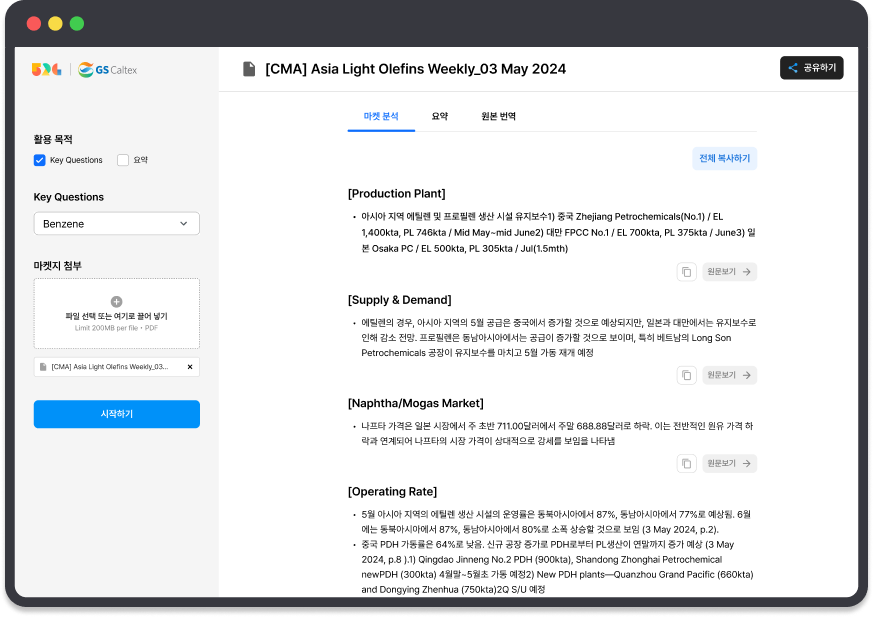 52g GS Caltex
[CMA] Asia Light Olefins Weekly_03 May 2024
공유하기
활용 목적
Key Questions
요약
Key Questions
Benzene
마켓지 첨부
파일 선택 또는 여기로 끌어 넣기
Limit 200MB per file • PDF
[CMA] Asia Light Olefins Weekly_03...
시작하기
마켓 분석
요약
원본 번역
전체 복사하기
[Production Plant]
• 아시아 지역 에틸렌 및 프로필렌 생산 시설 유지보수1) 중국 Zhejiang Petrochemicals(No.1) / EL
1,400kta, PL 746kta / Mid May~mid June2) 대만 FPCC No.1 / EL 700kta, PL 375kta / June3) 일
본 Osaka PC / EL 500kta, PL 305kta / Jul(1.5mth)
원문보기
[Supply & Demand]
• 에틸렌의 경우, 아시아 지역의 5월 공급은 중국에서 증가할 것으로 예상되지만, 일본과 대만에서는 유지보수로
인해 감소 전망. 프로필렌은 동남아시아에서는 공급이 증가할 것으로 보이며, 특히 베트남의 Long Son
Petrochemicals 공장이 유지보수를 마치고 5월 가동 재개 예정
원문보기
[Naphtha/Mogas Market]
• 나프타 가격은 일본 시장에서 주 초반 711.00달러에서 주말 688.88달러로 하락. 이는 전반적인 원유 가격 하
락과 연계되어 나프타의 시장 가격이 상대적으로 강세를 보임을 나타냄
원문보기
[Operating Rate]
• 5월 아시아 지역의 에틸렌 생산 시설의 운영률은 동북아시아에서 87%, 동남아시아에서 77%로 예상됨. 6월
에는 동북아시아에서 87%, 동남아시아에서 80%로 소폭 상승할 것으로 보임 (3 May 2024, p.2).
• 중국 PDH 가동률은 64%로 낮음. 신규 공장 증가로 PDH로부터 PL생산이 연말까지 증가 예상 (3 May
2024, p.8 ).1) Qingdao Jinneng No.2 PDH (900kta), Shandong Zhonghai Petrochemical
newPDH (300kta) 4월말~5월초 가동 예정2) New PDH plants—Quanzhou Grand Pacific (660kta)
and Dongying Zhenhua (750kta)2Q S/U 예정